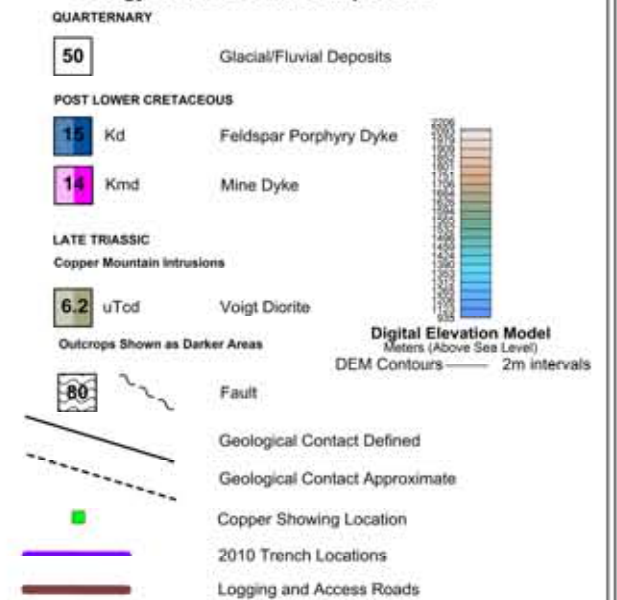 QUARTERNARY
50 Glacial/Fluvial Deposits
POST LOWER CRETACEOUS
15 Kd Feldspar Porphyry Dyke
14 Kmd Mine Dyke
LATE TRIASSIC
Copper Mountain Intrusions
6.2 uTcd Voigt Diorite
Outcrops Shown as Darker Areas
Digital Elevation Model
Meters (Above Sea Level)
DEM Contours 2m intervals
80 Fault
Geological Contact Defined
Geological Contact Approximate
Copper Showing Location
2010 Trench Locations
Logging and Access Roads